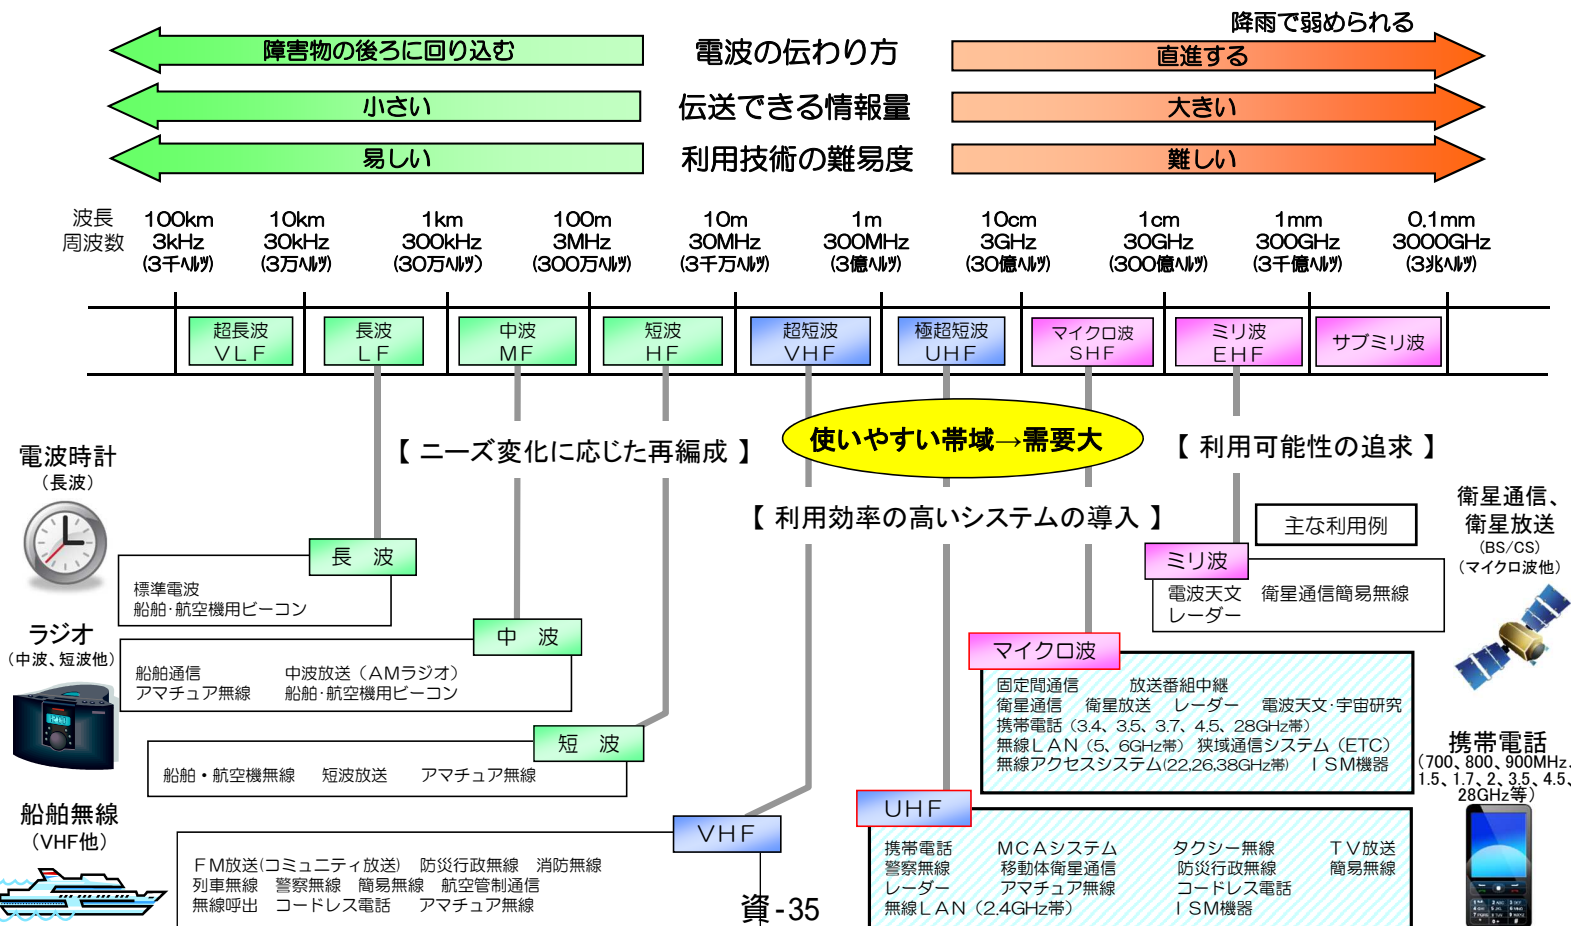 降雨で弱められる
障害物の後ろに回り込む 電波の伝わり方 直進する
小さい 伝送できる情報量 大きい
易しい 利用技術の難易度 難しい
波長 100km 10km 1km 100m 10m 1m 10cm 1cm 1mm 0.1mm
周波数 3kHz 30kHz 300kHz 3MHz 30MHz 300MHz 3GHz 30GHz 300GHz 3000GHz
(3千ヘルツ) (3万ヘルツ) (30万ヘルツ) (300万ヘルツ) (3千万ヘルツ) (3億ヘルツ) (30億ヘルツ) (300億ヘルツ) (3千億ヘルツ) (3兆ヘルツ)
超長波 長波 中波 短波 超短波 極超短波 マイクロ波 ミリ波 サブミリ波
VLF LF MF HF VHF UHF SHF EHF
使いやすい帯域→需要大
【 ニーズ変化に応じた再編成 】
【 利用可能性の追求 】
【 利用効率の高いシステムの導入 】
主な利用例
電波時計
(長波)
長 波
標準電波
船舶・航空機用ビーコン
ラジオ
(中波、短波他)
中 波
船舶通信 中波放送（AMラジオ）
アマチュア無線 船舶・航空機用ビーコン
短 波
船舶・航空機無線 短波放送 アマチュア無線
船舶無線
(VHF他)
VHF
FM放送(コミュニティ放送) 防災行政無線 消防無線
列車無線 警察無線 簡易無線 航空管制通信
無線呼出 コードレス電話 アマチュア無線
衛星通信、
衛星放送
(BS/CS)
(マイクロ波他)
ミリ波
電波天文 衛星通信簡易無線
レーダー
マイクロ波
固定間通信 放送番組中継
衛星通信 衛星放送 レーダー 電波天文・宇宙研究
携帯電話（3.4、3.5、3.7、4.5、28GHz帯）
無線LAN（5、6GHz帯） 狭域通信システム（ETC）
無線アクセスシステム(22,26,38GHz帯) ISM機器
携帯電話
(700、800、900MHz、
1.5、1.7、2、3.5、4.5、
28GHz等)
UHF
携帯電話 MCAシステム タクシー無線 TV放送
警察無線 移動体衛星通信 防災行政無線 簡易無線
レーダー アマチュア無線 コードレス電話
無線LAN（2.4GHz帯） ISM機器
資-35